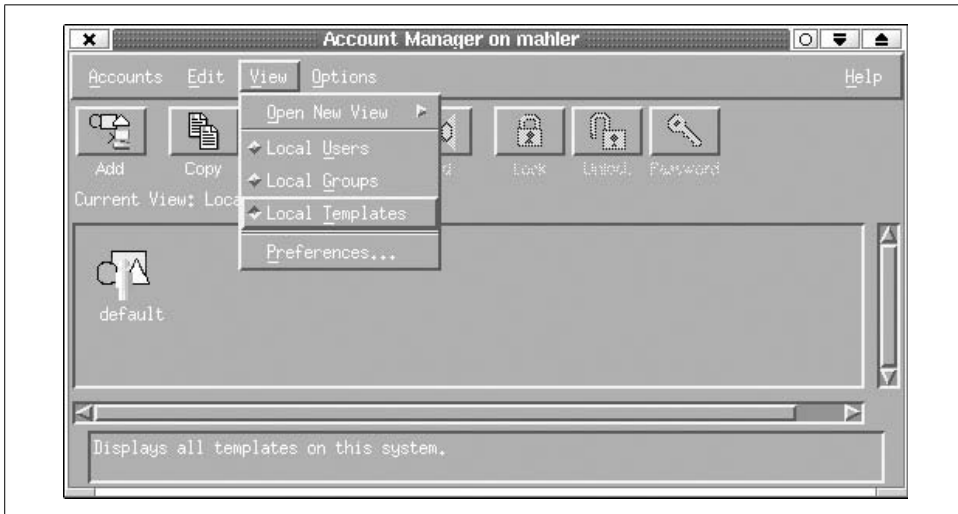 Account Manager on mahler
Accounts Edit View Options Help
Open New View
Local Users
Local Groups
Local Templates
Preferences...
Add Copy Lock Unlock Password
Current View: Loca
default
Displays all templates on this system.